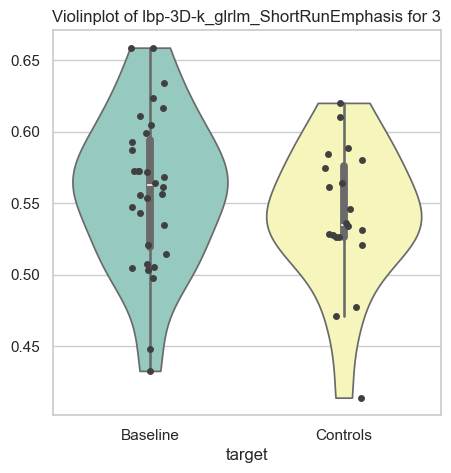 Violinplot of lbp-3D-k_glrlm_ShortRunEmphasis for 3
0.65
0.60
0.55
0.50
0.45
Baseline
Controls
target